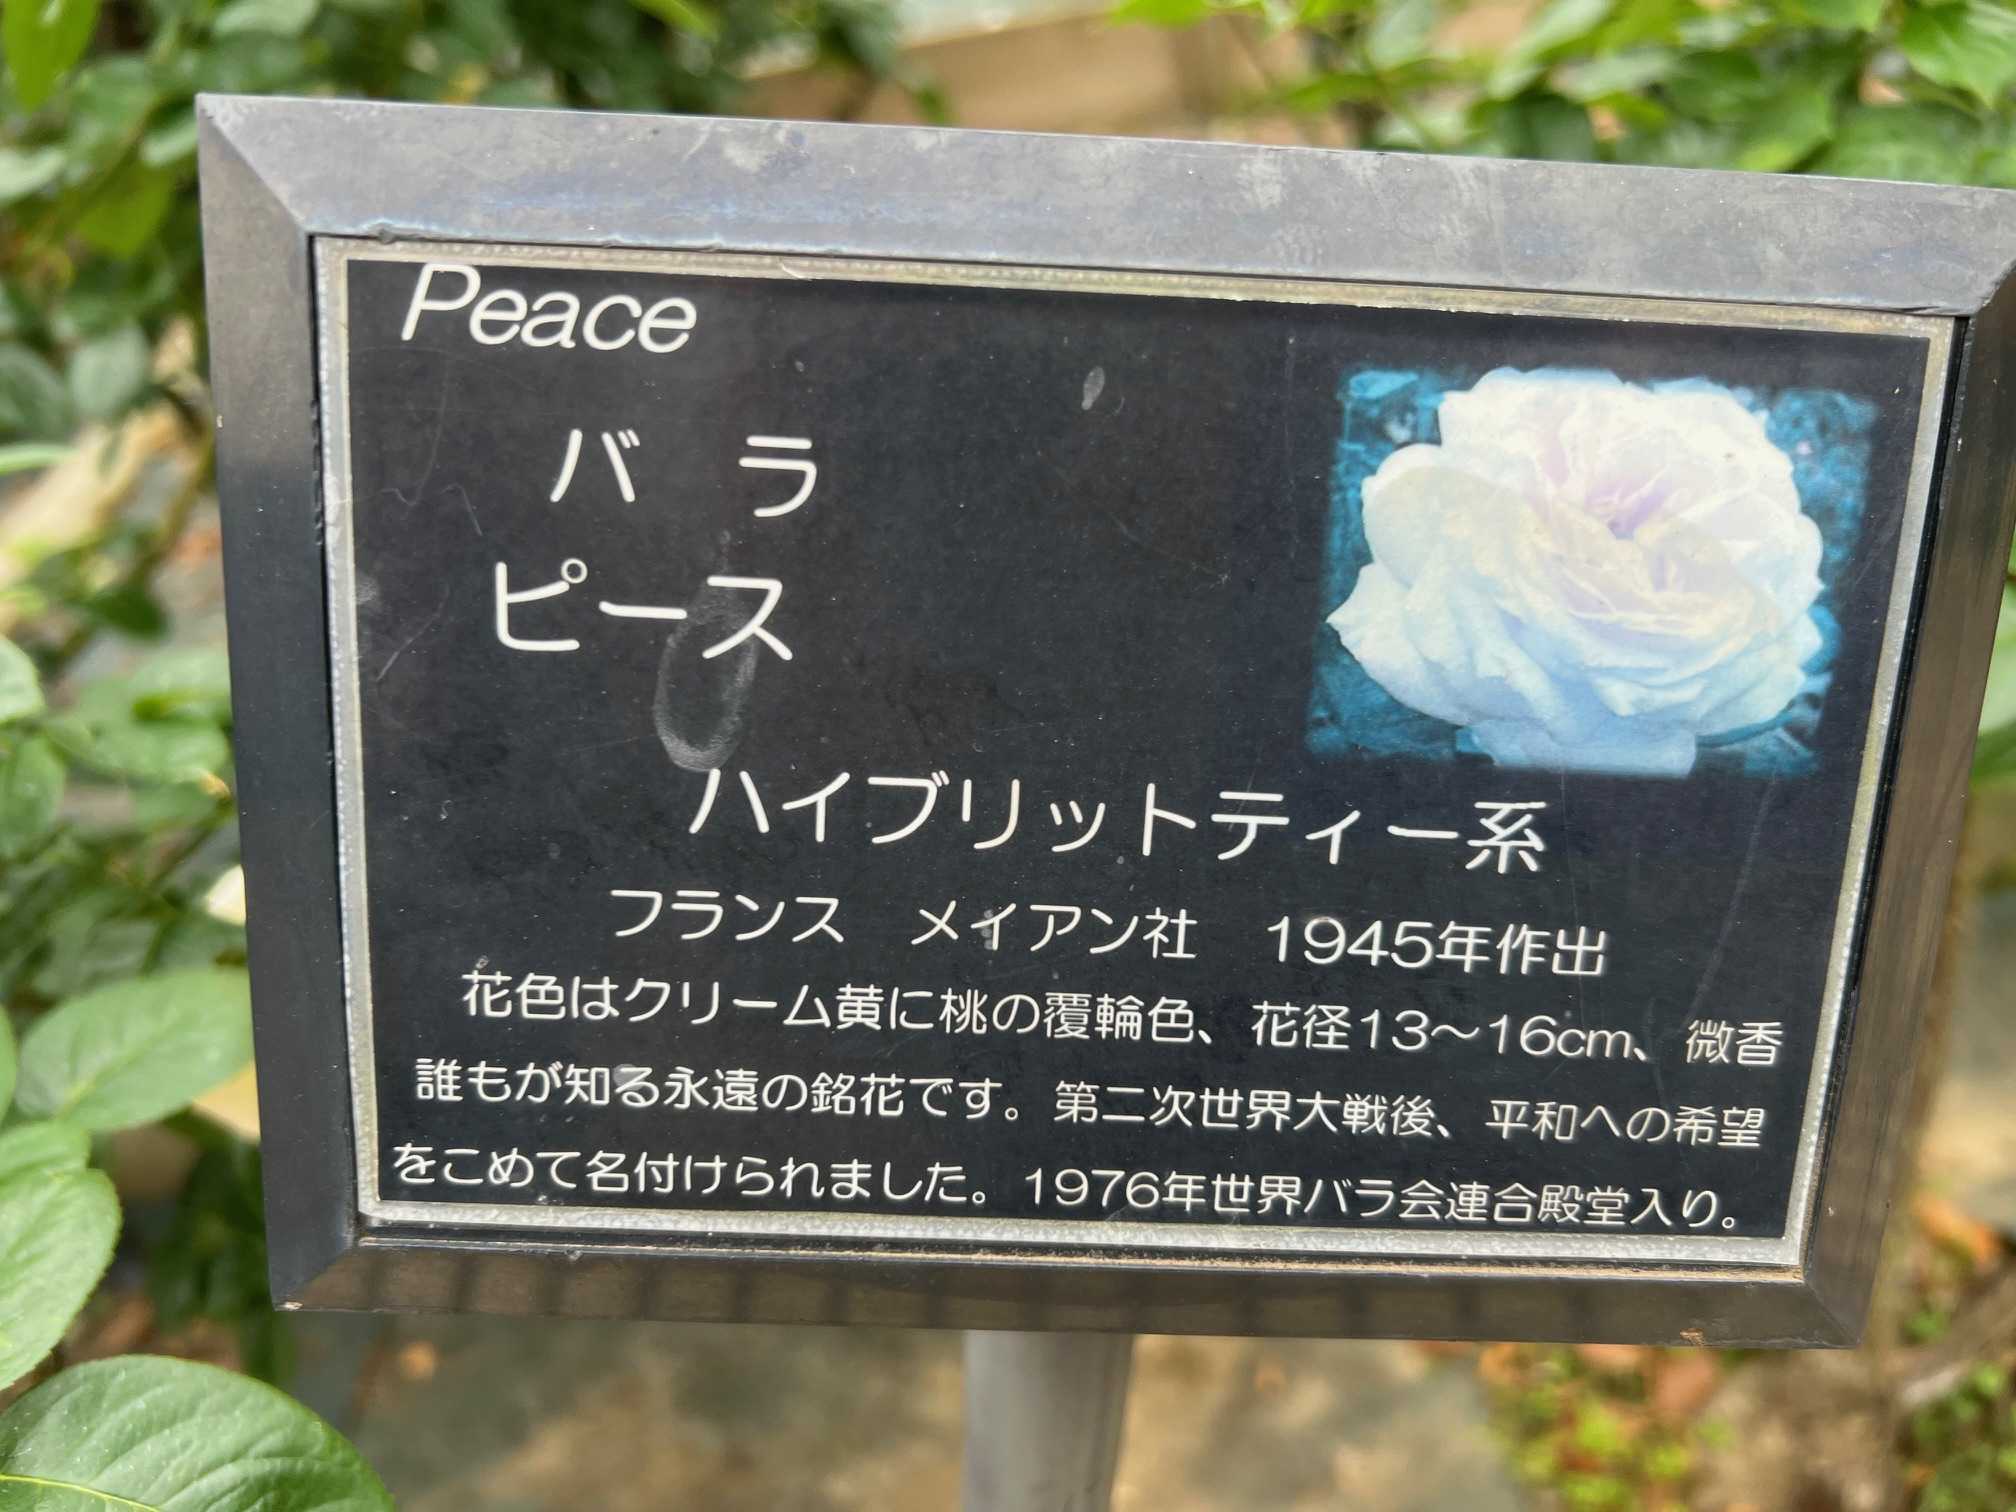 Peace
バ　ラ
ピース
ハイブリットティー系
フランス　メイアン社　1945年作出
花色はクリーム黄に桃の覆輪色、花径13～16cm、微香
誰もが知る永遠の銘花です。第二次世界大戦後、平和への希望
をこめて名付けられました。1976年世界バラ会連合殿堂入り。